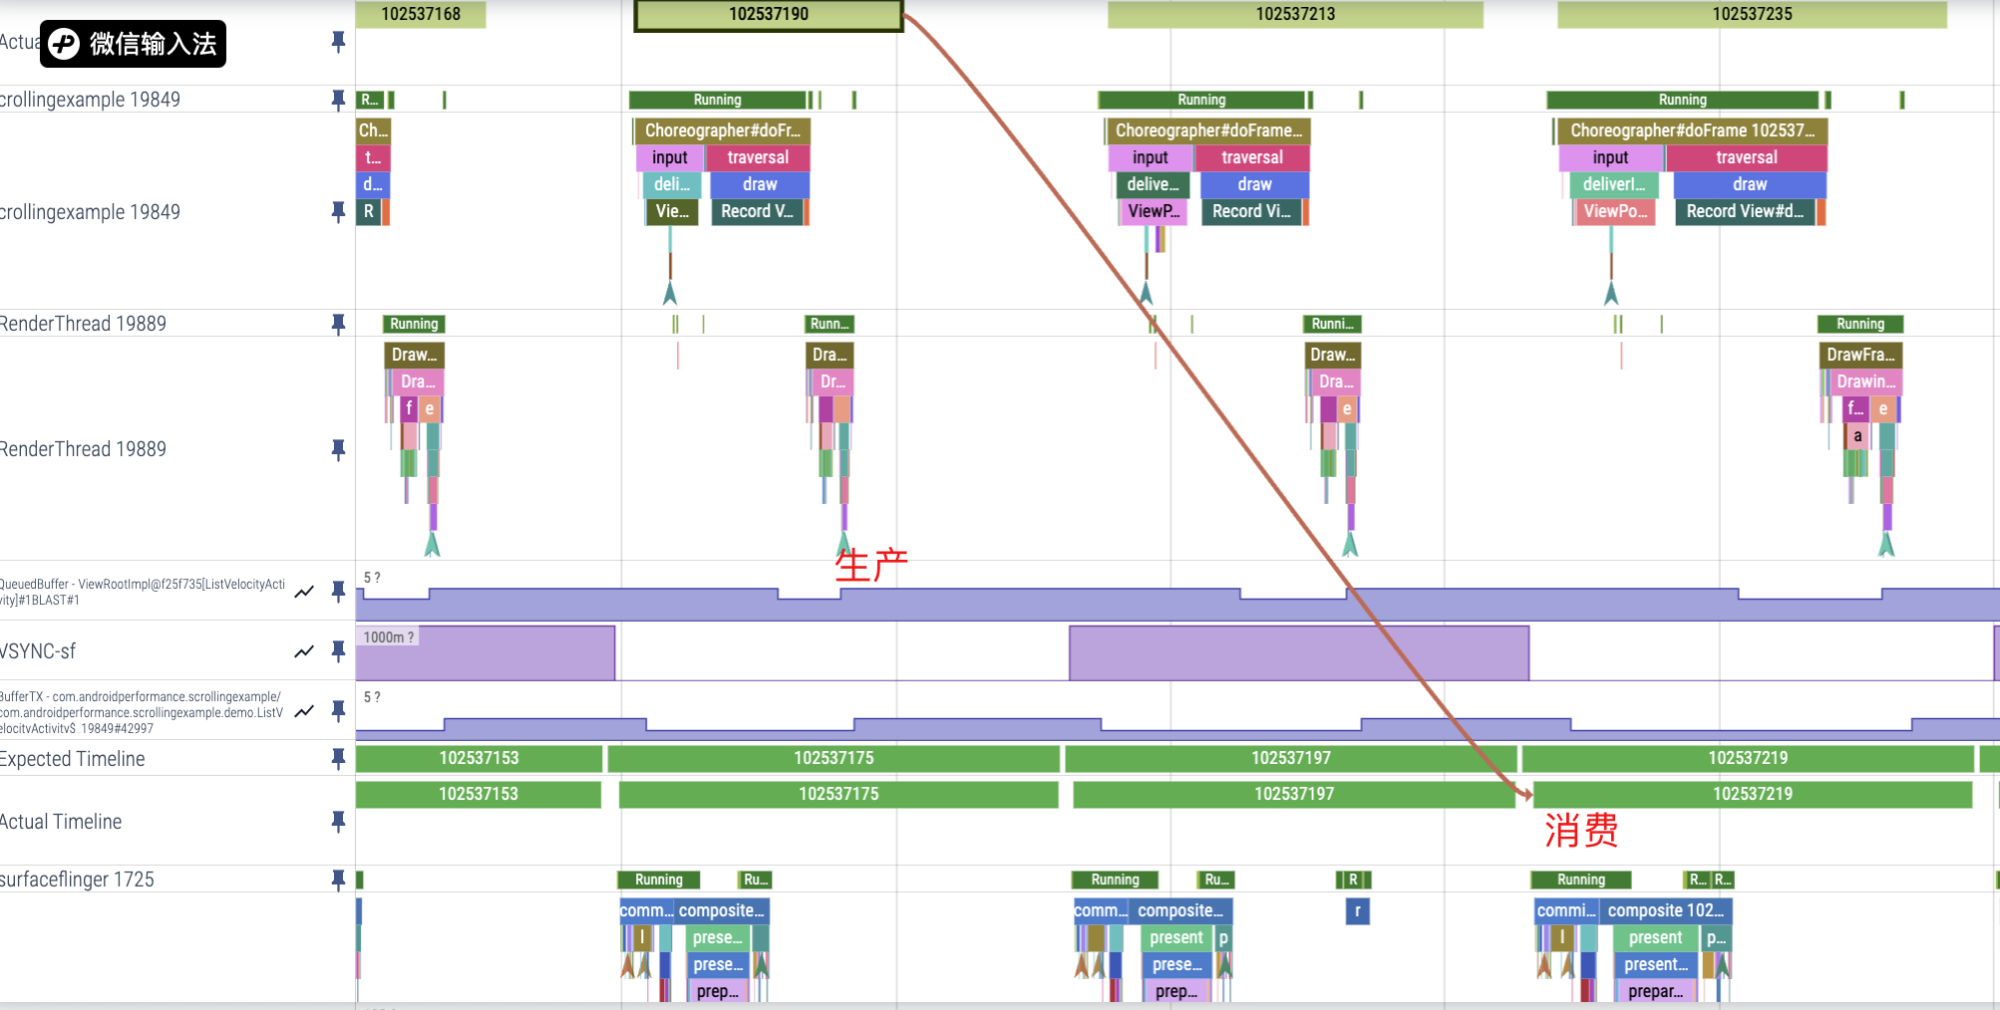 102537168 102537190 102537213 102537235
Actua
微信输入法
crollingexample 19849 R... Running Running Running
Ch... Choreographer#doFr... Choreographer#doFrame... Choreographer#doFrame 102537...
t... input traversal input traversal input traversal
d... deli... draw delive... draw deliverI... draw
crollingexample 19849 R Vie... Record V... ViewP... Record Vi... ViewPo... Record View#d...
RenderThread 19889 Running Runn... Runni... Running
Draw... Dra... Draw... DrawFra...
Dra... Dr... Dra... Drawin...
f e e f... e
RenderThread 19889 a
生产
QueuedBuffer - ViewRootImpl@f25f735[ListVelocityActi 5 ?
vity]#1BLAST#1
VSYNC-sf 1000m ?
BufferTX - com.androidperformance.scrollingexample/ 5 ?
com.androidperformance.scrollingexample.demo.ListV
elocityActivity$_19849#42997
Expected Timeline 102537153 102537175 102537197 102537219
102537153 102537175 102537197 102537219
Actual Timeline
消费
surfaceflinger 1725 Running Ru... Running Ru... R Running R... R...
comm... composite... comm... composite... r commi... composite 102...
l prese... present p l present p...
prese... prese... present...
prep... prep... prepar...